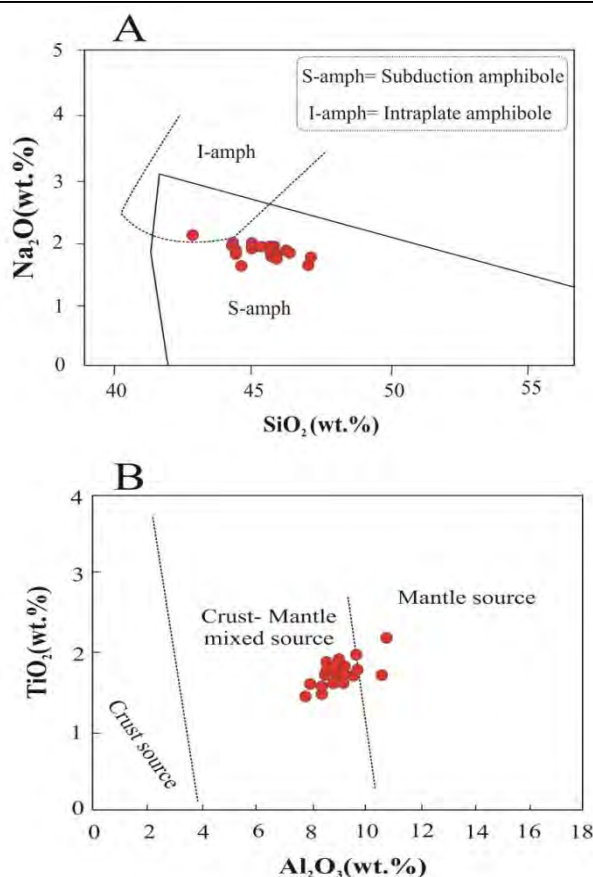 A
5
4
3
2
1
0
Na₂O(wt.%)
S-amph= Subduction amphibole
I-amph= Intraplate amphibole
I-amph
S-amph
40
45
50
55
SiO₂(wt.%)
B
4
3
2
1
0
TiO₂(wt.%)
Mantle source
Crust- Mantle
mixed source
Crust source
0
2
4
6
8
10
12
14
16
18
Al₂O₃(wt.%)